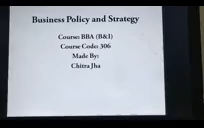 Business Policy and Strategy
Course: BBA (B&I)
Course Code: 306
Made By:
Chitra Jha